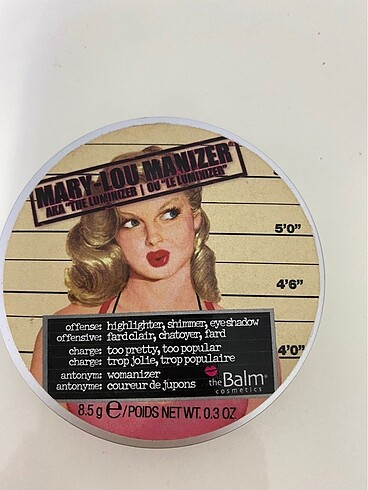 MARY-LOU MANIZER®
AKA "THE LUMINIZER | OU "LE LUMINIZER"
5'0"
4'6"
4'0"
offense: highlighter, shimmer, eyeshadow
offensive: fard clair, chatoyer, fard
charge: too pretty, too popular
charge: trop jolie, trop populaire
antonym: womanizer
antonyme: coureur de jupons
theBalm®
cosmetics
8.5 g ℮/POIDS NET WT. 0.3 OZ.